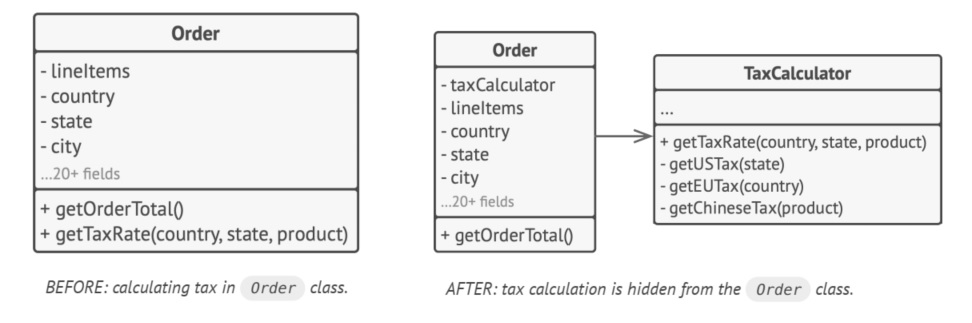 Order
- lineItems
- country
- state
- city
...20+ fields
+ getOrderTotal()
+ getTaxRate(country, state, product)
BEFORE: calculating tax in Order class.
Order
- taxCalculator
- lineItems
- country
- state
- city
...20+ fields
+ getOrderTotal()
TaxCalculator
...
+ getTaxRate(country, state, product)
- getUSTax(state)
- getEUTax(country)
- getChineseTax(product)
AFTER: tax calculation is hidden from the Order class.